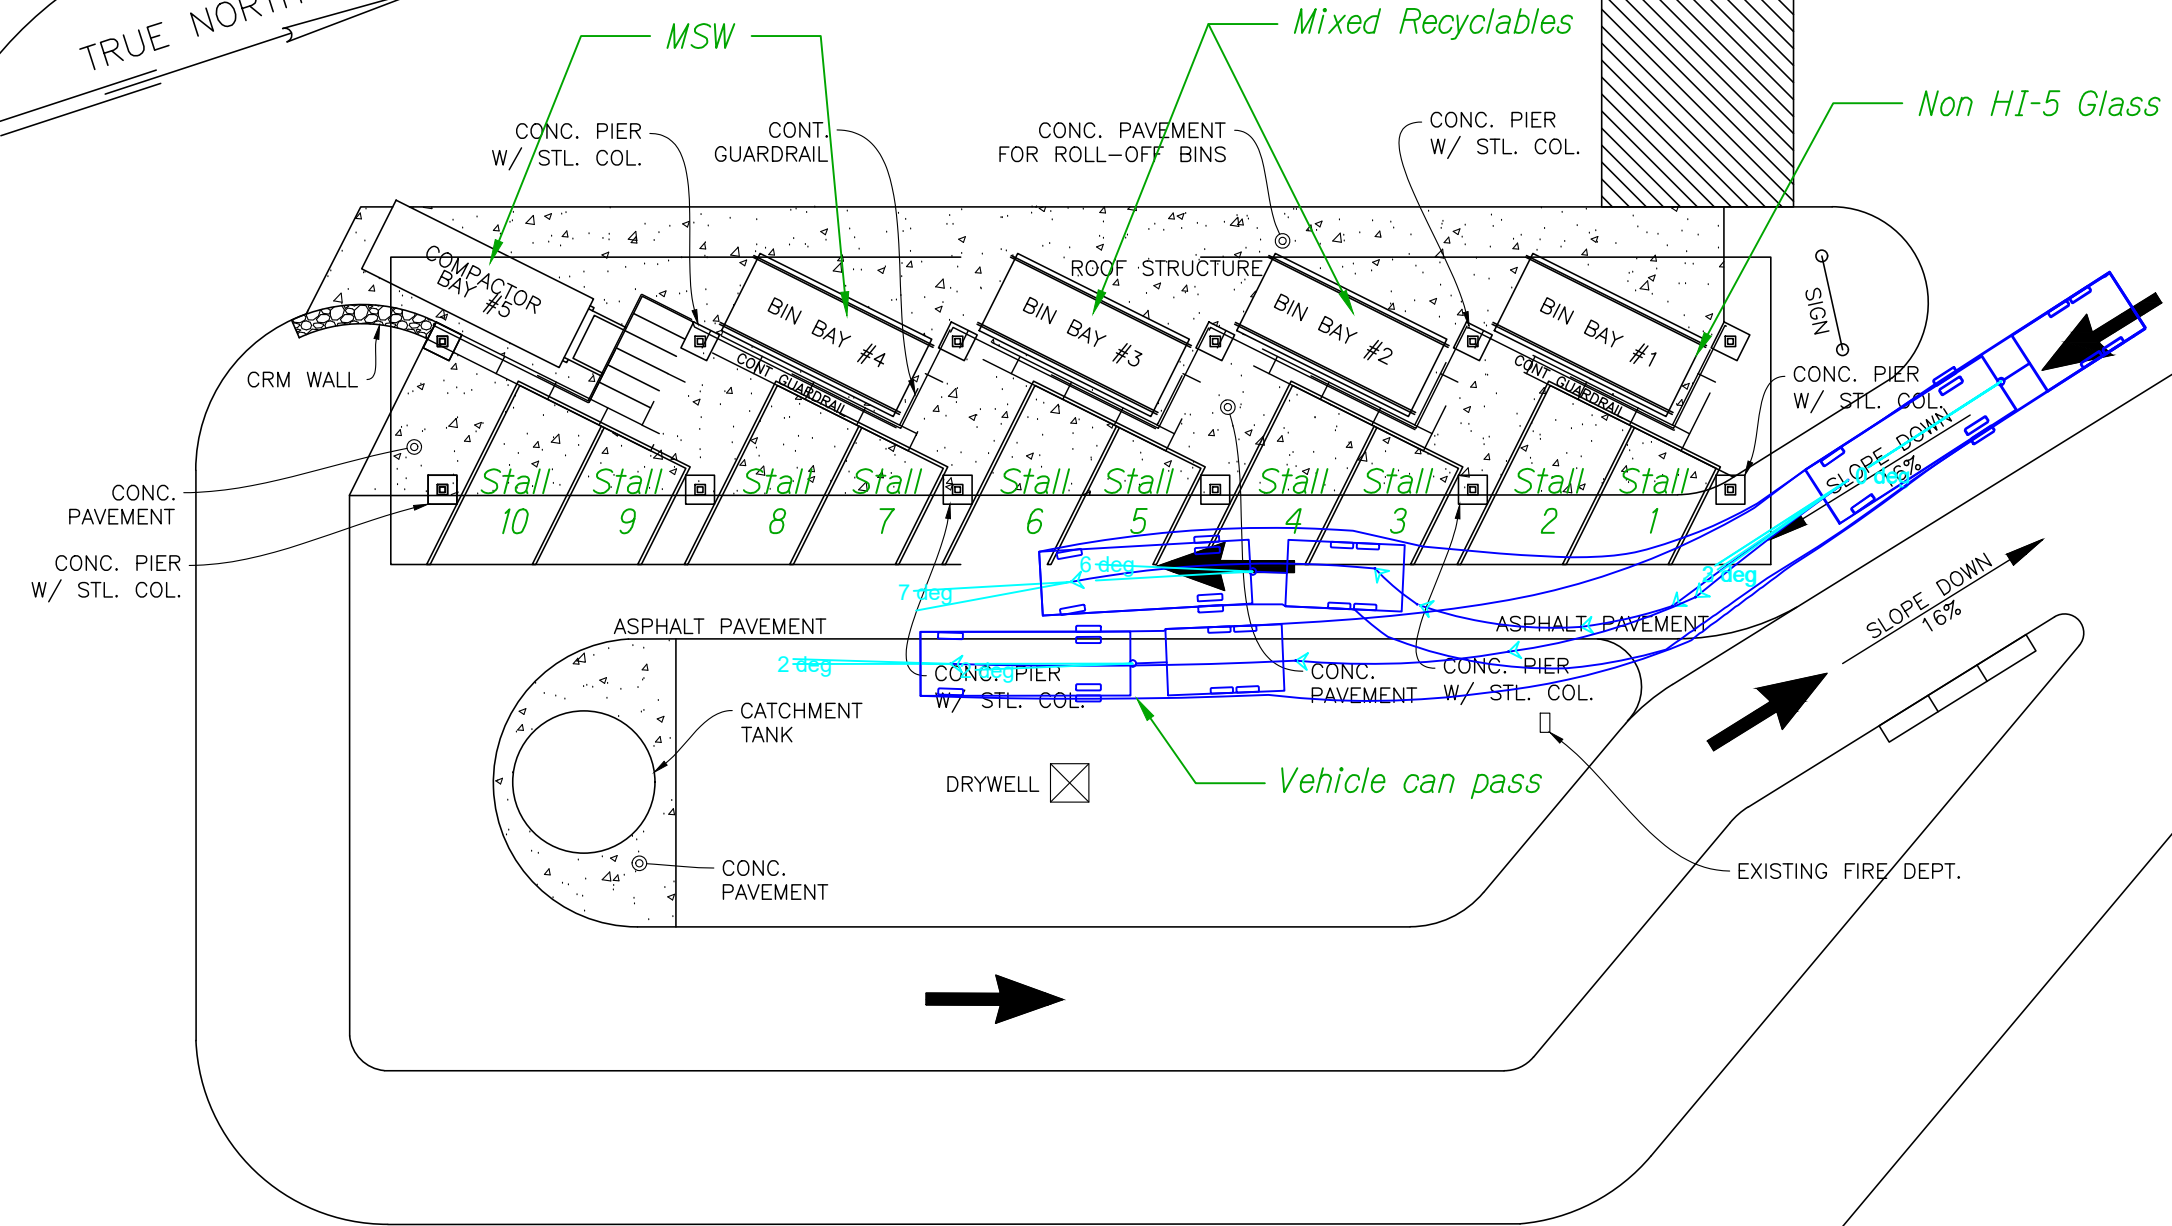 TRUE NORTH
MSW
Mixed Recyclables
Non HI-5 Glass
CONC. PIER
W/ STL. COL.
CONT.
GUARDRAIL
CONC. PAVEMENT
FOR ROLL-OFF BINS
CONC. PIER
W/ STL. COL.
COMPACTOR
BAY #5
ROOF STRUCTURE
BIN BAY #4
BIN BAY #3
BIN BAY #2
BIN BAY #1
SIGN
CRM WALL
CONT GUARDRAIL
CONT GUARDRAIL
CONC. PIER
W/ STL. COL.
SLOPE DOWN
16%
0 deg
Stall
10
Stall
9
Stall
8
Stall
7
Stall
6
Stall
5
Stall
4
Stall
3
Stall
2
Stall
1
CONC.
PAVEMENT
CONC. PIER
W/ STL. COL.
6 deg
7 deg
SLOPE DOWN
16%
ASPHALT PAVEMENT
ASPHALT PAVEMENT
2 deg
CONC. PIER
W/ STL. COL.
CONC.
PAVEMENT
CONC. PIER
W/ STL. COL.
CATCHMENT
TANK
DRYWELL
Vehicle can pass
CONC.
PAVEMENT
EXISTING FIRE DEPT.